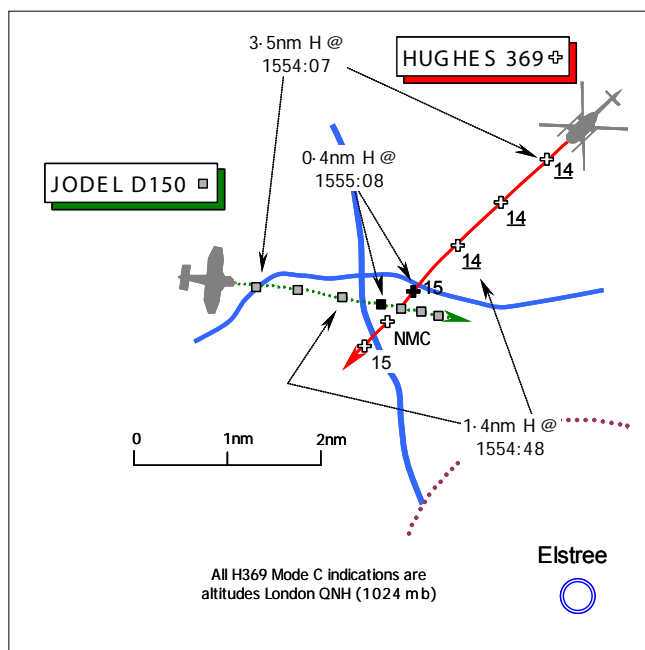 3·5nm H @
1554:07
HUGHES 369
0·4nm H @
1555:08
JODEL D150
14
14
14
15
NMC
15
1·4nm H @
1554:48
0 1nm 2nm
All H369 Mode C indications are
altitudes London QNH (1024 mb)
Elstree